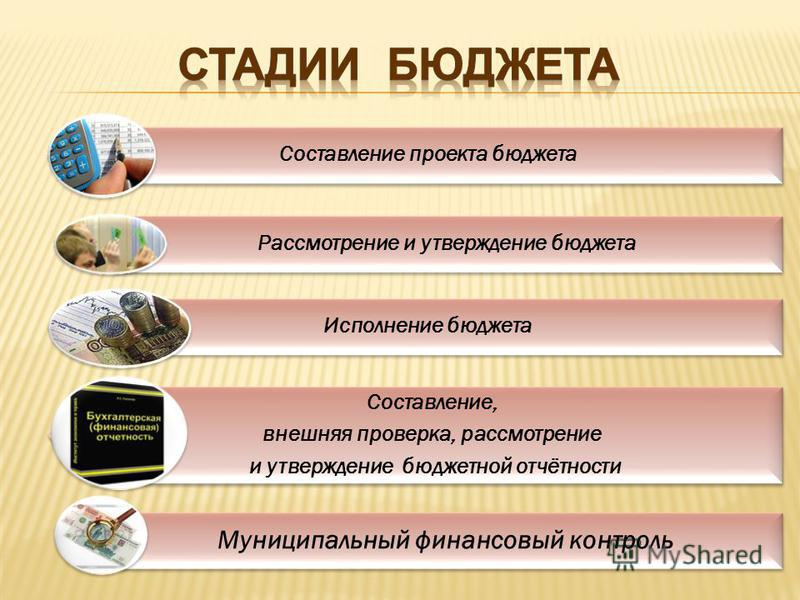 СТАДИИ БЮДЖЕТА
Составление проекта бюджета
Рассмотрение и утверждение бюджета
Исполнение бюджета
Составление,
внешняя проверка, рассмотрение
и утверждение бюджетной отчётности
Бухгалтерская
(финансовая)
отчетность
Муниципальный финансовый контроль
MyShared